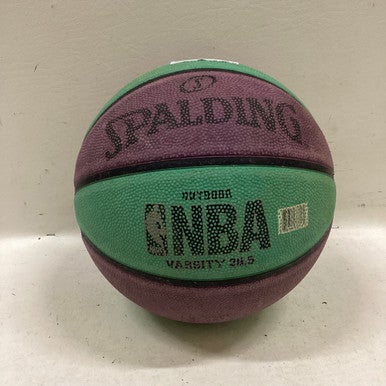 SPALDING
OUTDOOR
NBA
VARSITY 28.5